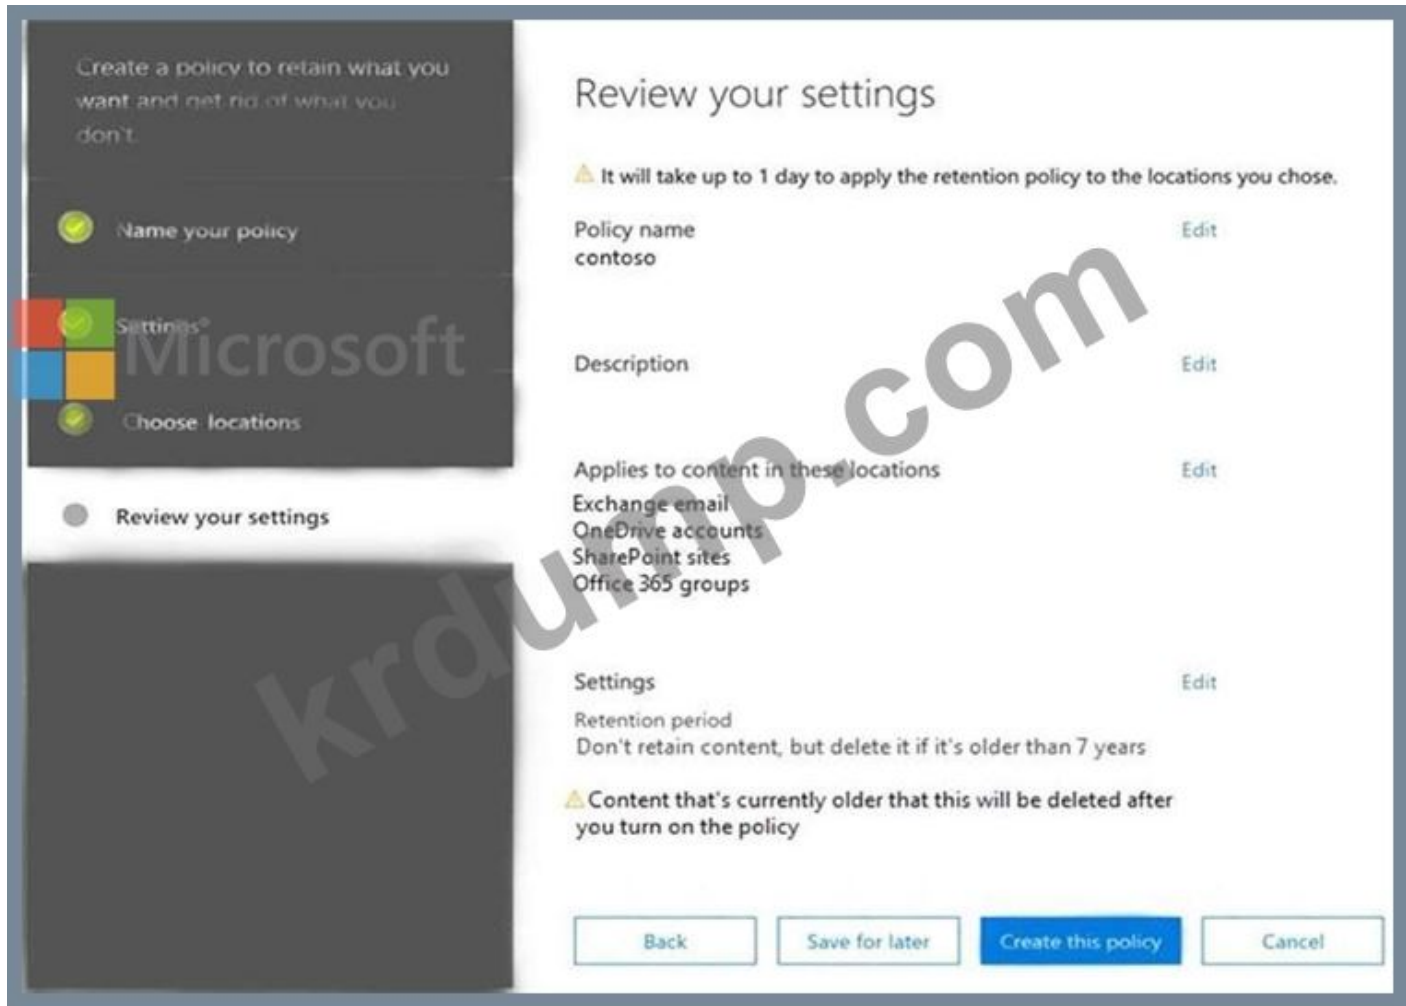 Create a policy to retain what you
want and get rid of what you
don't.
Name your policy
Settings
Microsoft
Choose locations
Review your settings
Review your settings
It will take up to 1 day to apply the retention policy to the locations you chose.
Policy name
Edit
contoso
Description
Edit
Applies to content in these locations
Edit
Exchange email
OneDrive accounts
SharePoint sites
Office 365 groups
Settings
Edit
Retention period
Don't retain content, but delete it if it's older than 7 years
Content that's currently older that this will be deleted after
you turn on the policy
Back
Save for later
Create this policy
Cancel
krdump.com